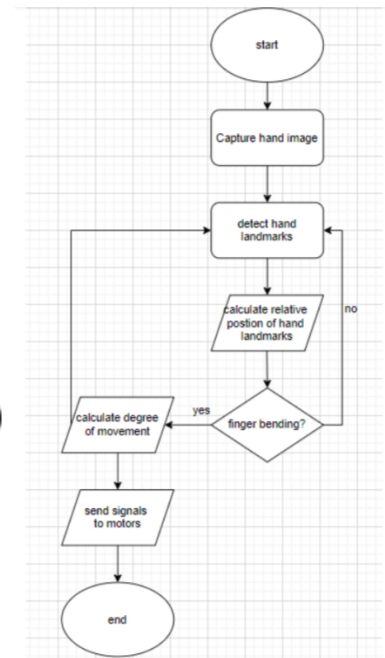 start
Capture hand image
detect hand
landmarks
calculate relative
postion of hand
landmarks
no
finger bending?
yes
calculate degree
of movement
send signals
to motors
end